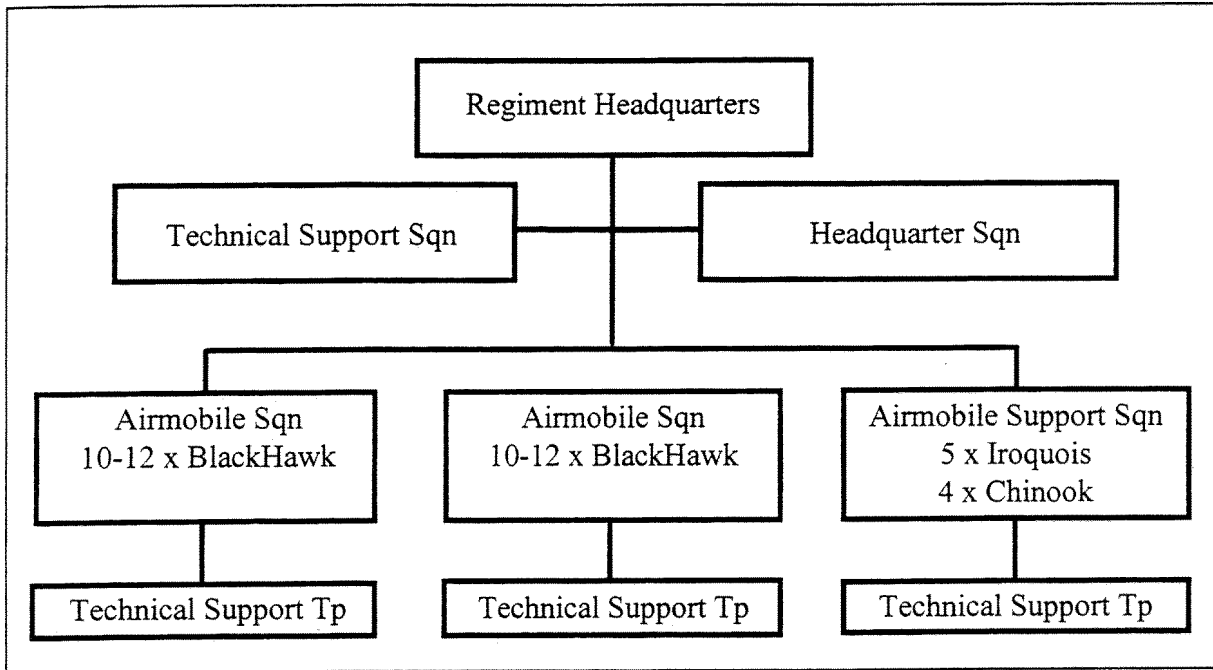 Regiment Headquarters
Technical Support Sqn
Headquarter Sqn
Airmobile Sqn
10-12 x BlackHawk
Airmobile Sqn
10-12 x BlackHawk
Airmobile Support Sqn
5 x Iroquois
4 x Chinook
Technical Support Tp
Technical Support Tp
Technical Support Tp